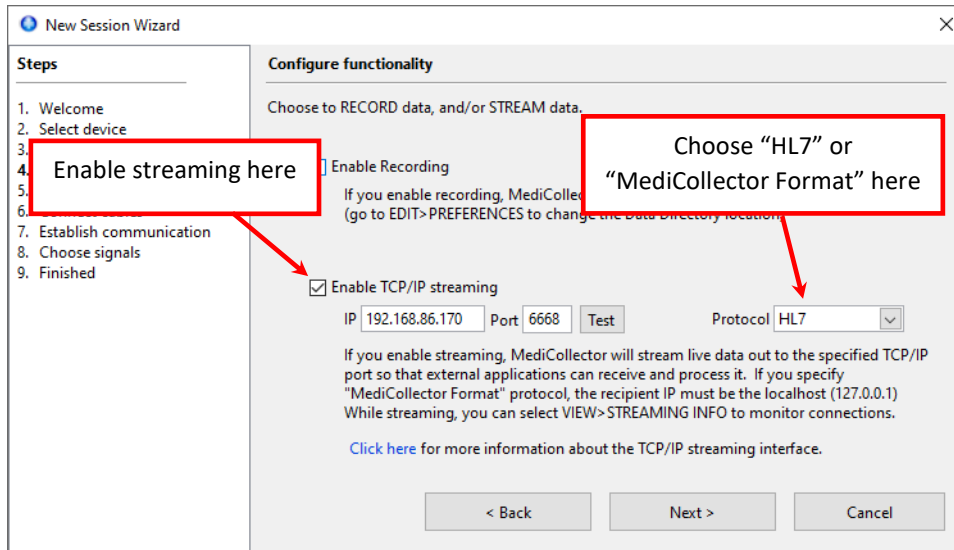 New Session Wizard
Steps
1. Welcome
2. Select device
3.
4.
5.
6.
7. Establish communication
8. Choose signals
9. Finished
Configure functionality
Choose to RECORD data, and/or STREAM data.
Enable streaming here
Choose “HL7” or
“MediCollector Format” here
Enable Recording
If you enable recording, MediCollec
(go to EDIT>PREFERENCES to change the Data Directory location.
Enable TCP/IP streaming
IP 192.168.86.170 Port 6668 Test Protocol HL7
If you enable streaming, MediCollector will stream live data out to the specified TCP/IP
port so that external applications can receive and process it. If you specify
"MediCollector Format" protocol, the recipient IP must be the localhost (127.0.0.1)
While streaming, you can select VIEW>STREAMING INFO to monitor connections.
Click here for more information about the TCP/IP streaming interface.
< Back Next > Cancel